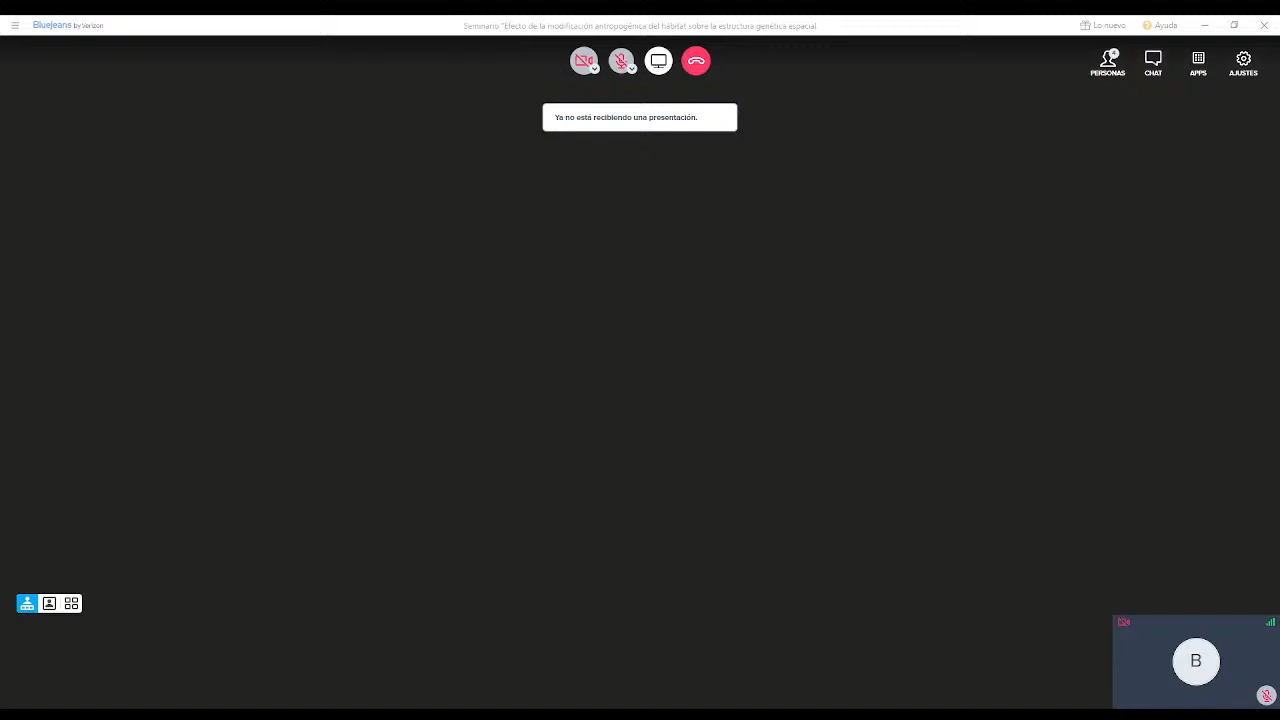 BlueJeans by Verizon
Seminario "Efecto de la modificación antropogénica del hábitat sobre la estructura genética espacial
Lo nuevo
? Ayuda
4
PERSONAS
CHAT
APPS
AJUSTES
Ya no está recibiendo una presentación.
B